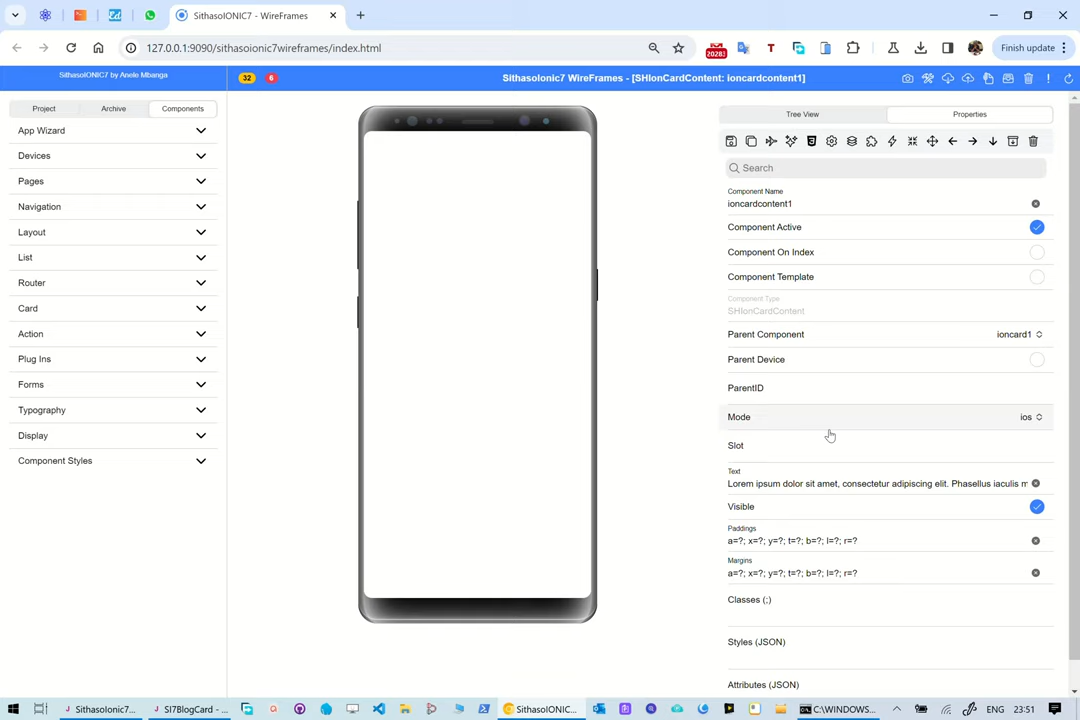 SithasoIONIC7 - WireFrames
127.0.0.1:9090/sithasoionic7wireframes/index.html
2028!
T
Finish update
SithasoIONIC7 by Anele Mbanga
32
6
SithasoIonic7 WireFrames - [SHIonCardContent: ioncardcontent1]
Project
Archive
Components
App Wizard
Devices
Pages
Navigation
Layout
List
Router
Card
Action
Plug Ins
Forms
Typography
Display
Component Styles
Tree View
Properties
Search
Component Name
ioncardcontent1
Component Active
Component On Index
Component Template
Component Type
SHIonCardContent
Parent Component
ioncard1
Parent Device
ParentID
Mode
ios
Slot
Text
Lorem ipsum dolor sit amet, consectetur adipiscing elit. Phasellus iaculis m
Visible
Paddings
a=?; x=?; y=?; t=?; b=?; l=?; r=?
Margins
a=?; x=?; y=?; t=?; b=?; l=?; r=?
Classes (;)
Styles (JSON)
Attributes (JSON)
SithasoIonic7...
SI7BlogCard - ...
SithasoIONIC...
C:\WINDOWS...
ENG
23:51